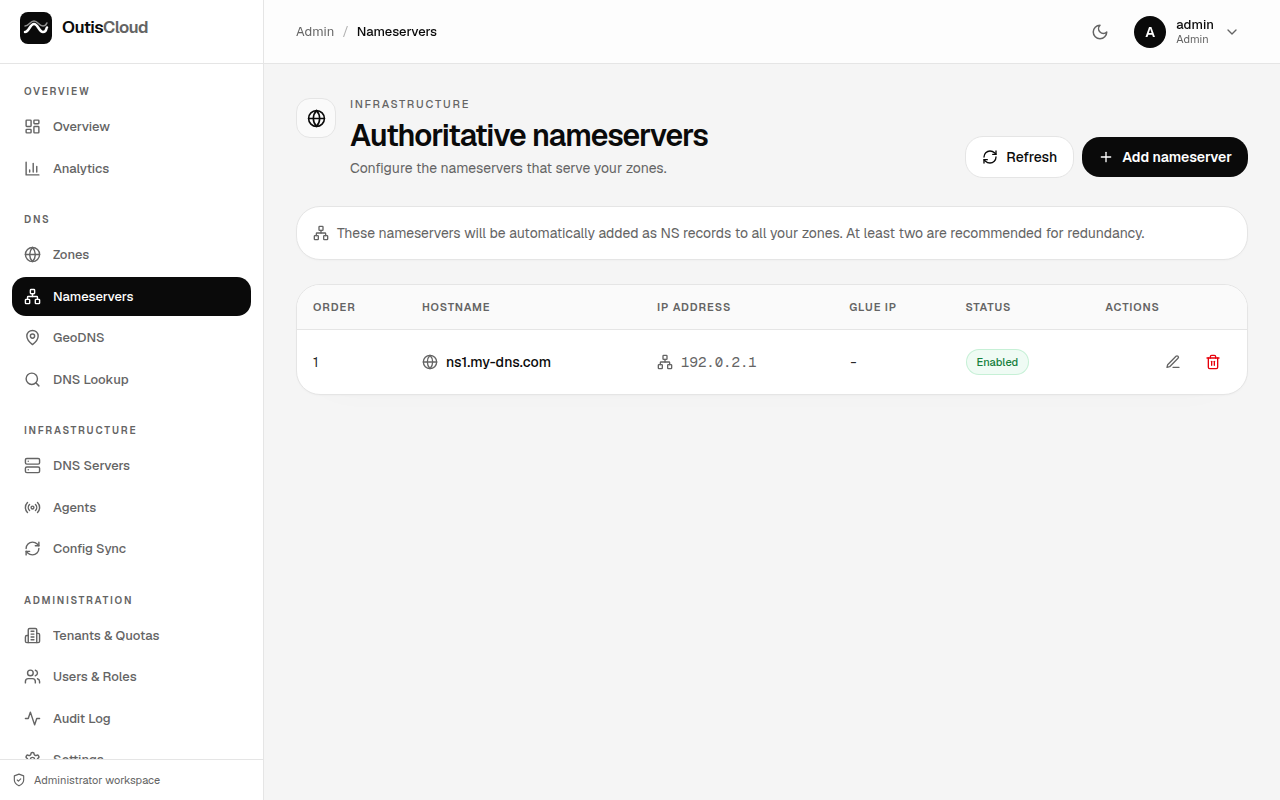 OutisCloud
Admin / Nameservers
A
admin
Admin
OVERVIEW
Overview
Analytics
DNS
Zones
Nameservers
GeoDNS
DNS Lookup
INFRASTRUCTURE
DNS Servers
Agents
Config Sync
ADMINISTRATION
Tenants & Quotas
Users & Roles
Audit Log
Settings
Administrator workspace
INFRASTRUCTURE
Authoritative nameservers
Configure the nameservers that serve your zones.
Refresh
Add nameserver
These nameservers will be automatically added as NS records to all your zones. At least two are recommended for redundancy.
ORDER HOSTNAME IP ADDRESS GLUE IP STATUS ACTIONS
1 ns1.my-dns.com 192.0.2.1 – Enabled